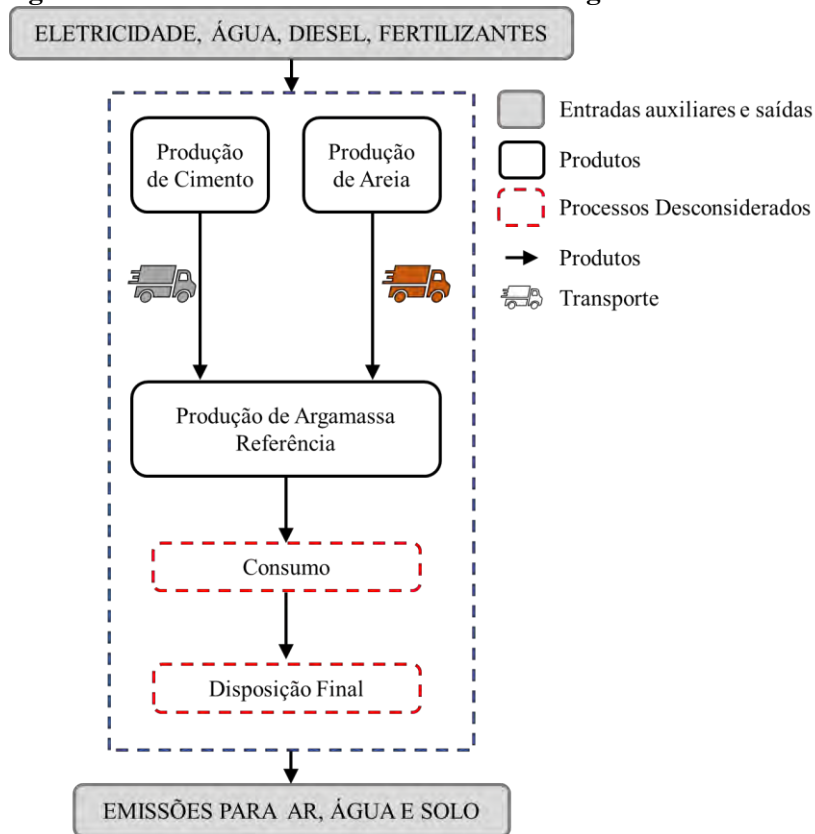 ELETRICIDADE, ÁGUA, DIESEL, FERTILIZANTES
Produção
de Cimento
Produção
de Areia
Entradas auxiliares e saídas
Produtos
Processos Desconsiderados
Produtos
Transporte
Produção de Argamassa
Referência
Consumo
Disposição Final
EMISSÕES PARA AR, ÁGUA E SOLO